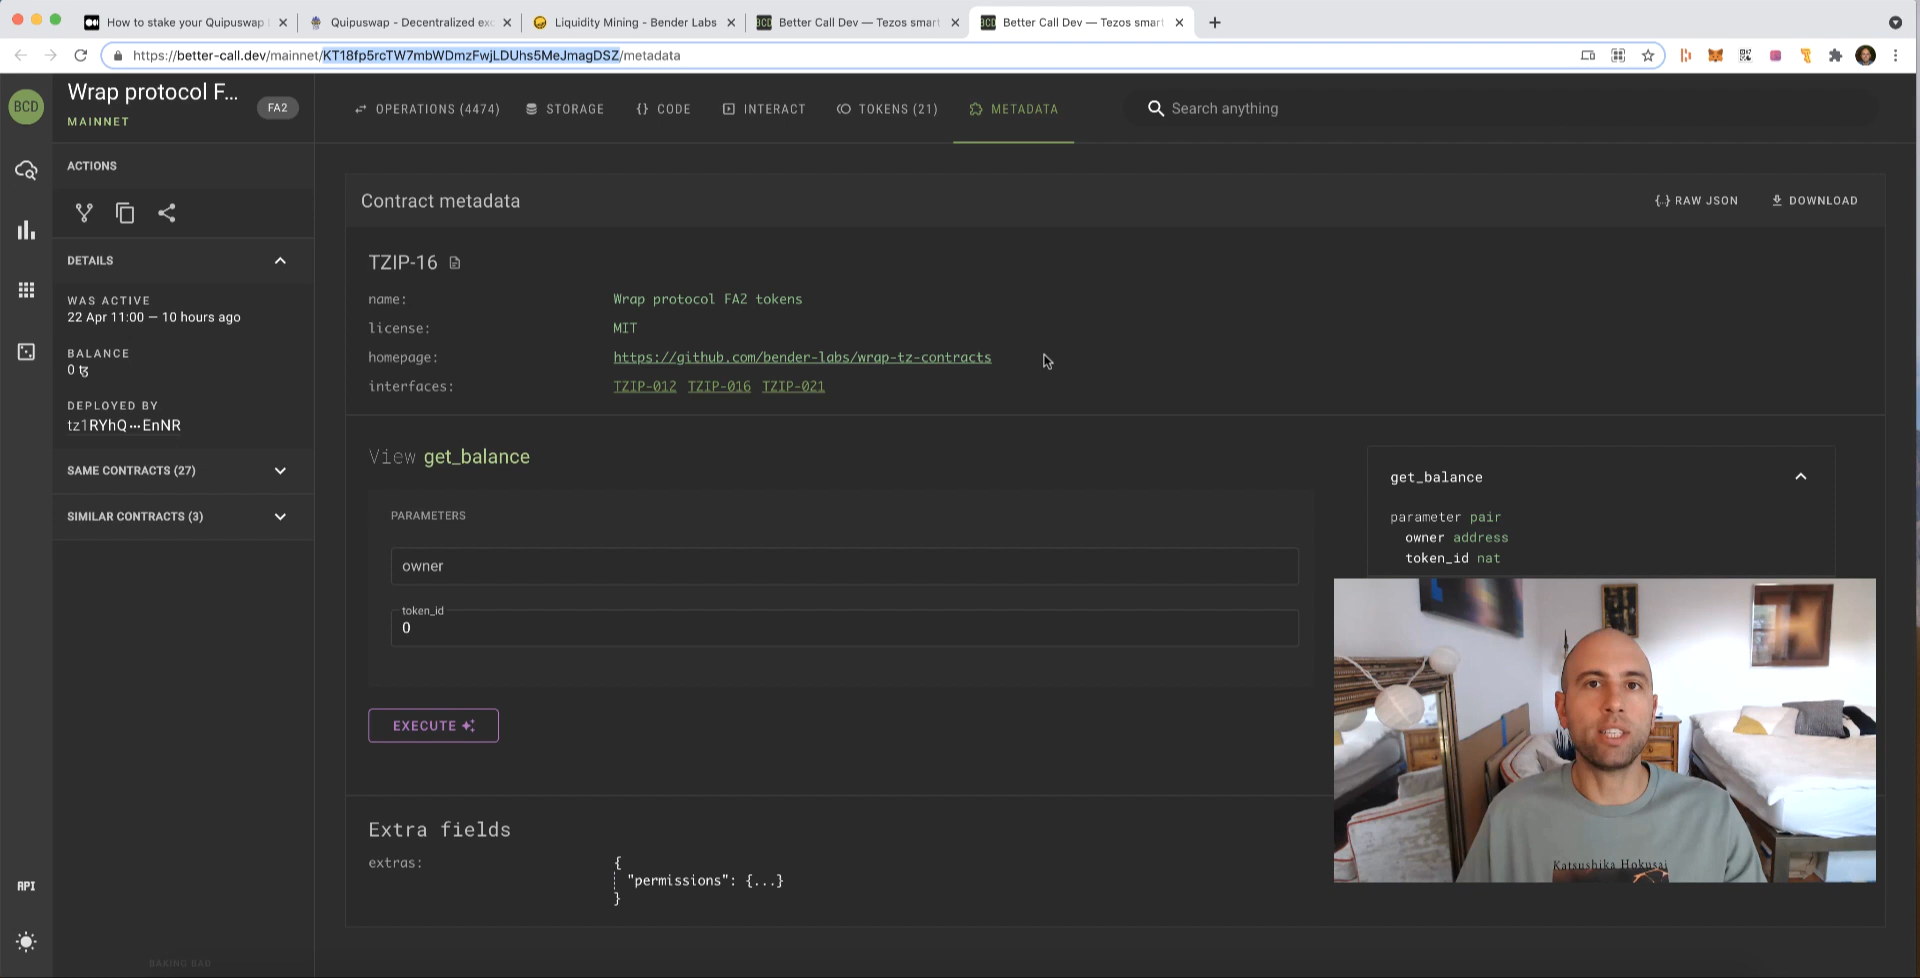 How to stake your Quipuswap
Quipuswap - Decentralized exc
Liquidity Mining - Bender Labs
Better Call Dev — Tezos smart
Better Call Dev — Tezos smart
https://better-call.dev/mainnet/KT18fp5rcTW7mbWDmzFwjLDUhs5MeJmagDSZ/metadata
BCD
Wrap protocol F...
FA2
MAINNET
OPERATIONS (4474)
STORAGE
CODE
INTERACT
TOKENS (21)
METADATA
Search anything
ACTIONS
DETAILS
WAS ACTIVE
22 Apr 11:00 — 10 hours ago
BALANCE
0 ꜩ
DEPLOYED BY
tz1RYhQ···EnNR
SAME CONTRACTS (27)
SIMILAR CONTRACTS (3)
API
BAKING BAD
Contract metadata
{..} RAW JSON
DOWNLOAD
TZIP-16
name: Wrap protocol FA2 tokens
license: MIT
homepage: https://github.com/bender-labs/wrap-tz-contracts
interfaces: TZIP-012 TZIP-016 TZIP-021
View get_balance
PARAMETERS
owner
token_id
0
EXECUTE
get_balance
parameter pair
owner address
token_id nat
Extra fields
extras: {
"permissions": {...}
}
Katsushika Hokusai